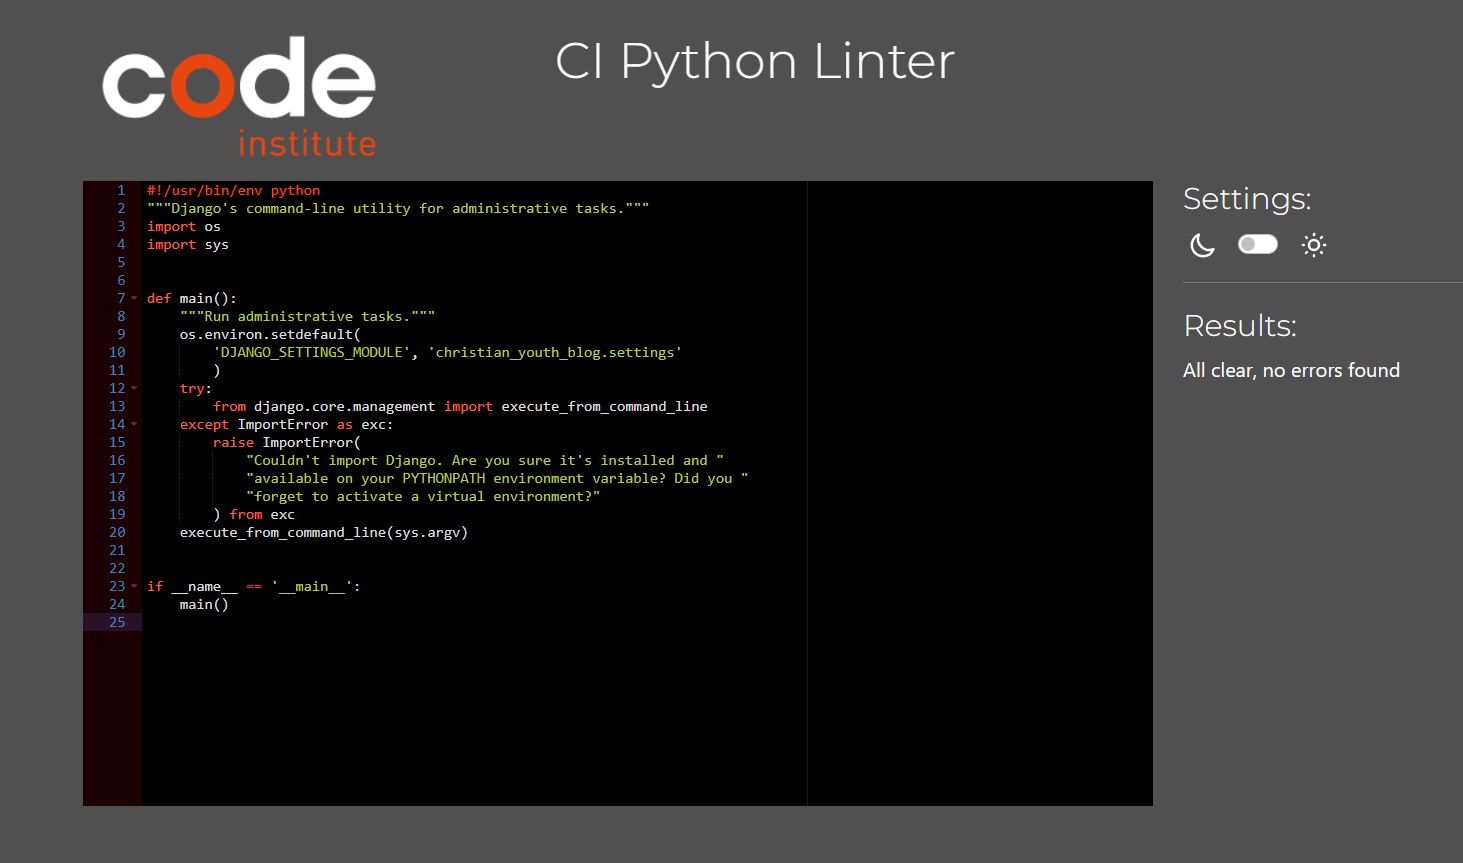 code
institute
CI Python Linter
1 #!/usr/bin/env python
2 """Django's command-line utility for administrative tasks."""
3 import os
4 import sys
5
6
7 def main():
8     """Run administrative tasks."""
9     os.environ.setdefault(
10         'DJANGO_SETTINGS_MODULE', 'christian_youth_blog.settings'
11         )
12     try:
13         from django.core.management import execute_from_command_line
14     except ImportError as exc:
15         raise ImportError(
16             "Couldn't import Django. Are you sure it's installed and "
17             "available on your PYTHONPATH environment variable? Did you "
18             "forget to activate a virtual environment?"
19         ) from exc
20     execute_from_command_line(sys.argv)
21
22
23 if __name__ == '__main__':
24     main()
25
Settings:
Results:
All clear, no errors found